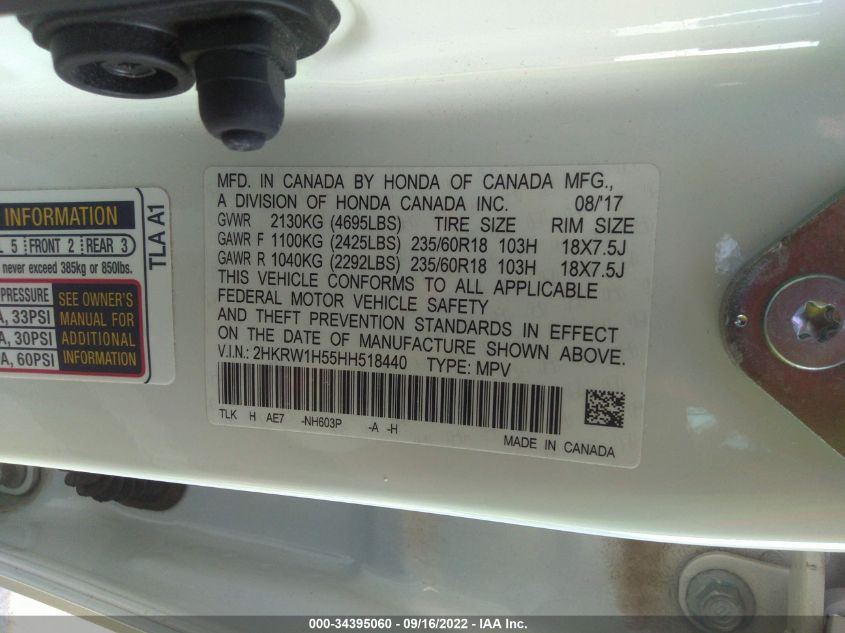 MFD. IN CANADA BY HONDA OF CANADA MFG.,
A DIVISION OF HONDA CANADA INC. 08/'17
GVWR 2130KG (4695LBS) TIRE SIZE RIM SIZE
GAWR F 1100KG (2425LBS) 235/60R18 103H 18X7.5J
GAWR R 1040KG (2292LBS) 235/60R18 103H 18X7.5J
THIS VEHICLE CONFORMS TO ALL APPLICABLE
FEDERAL MOTOR VEHICLE SAFETY
AND THEFT PREVENTION STANDARDS IN EFFECT
ON THE DATE OF MANUFACTURE SHOWN ABOVE.
V.I.N.: 2HKRW1H55HH518440 TYPE: MPV
TLK H AE7 -NH603P -A -H
MADE IN CANADA
INFORMATION
5 FRONT 2 REAR 3
never exceed 385kg or 850lbs.
PRESSURE
, 33PSI
, 30PSI
, 60PSI
SEE OWNER'S
MANUAL FOR
ADDITIONAL
INFORMATION
TLA A1
000-34395060 - 09/16/2022 - IAA Inc.